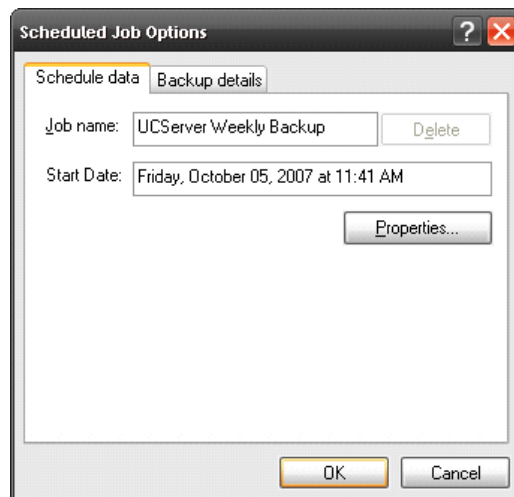 Scheduled Job Options
Schedule data Backup details
Job name: UCServer Weekly Backup Delete
Start Date: Friday, October 05, 2007 at 11:41 AM
Properties...
OK Cancel